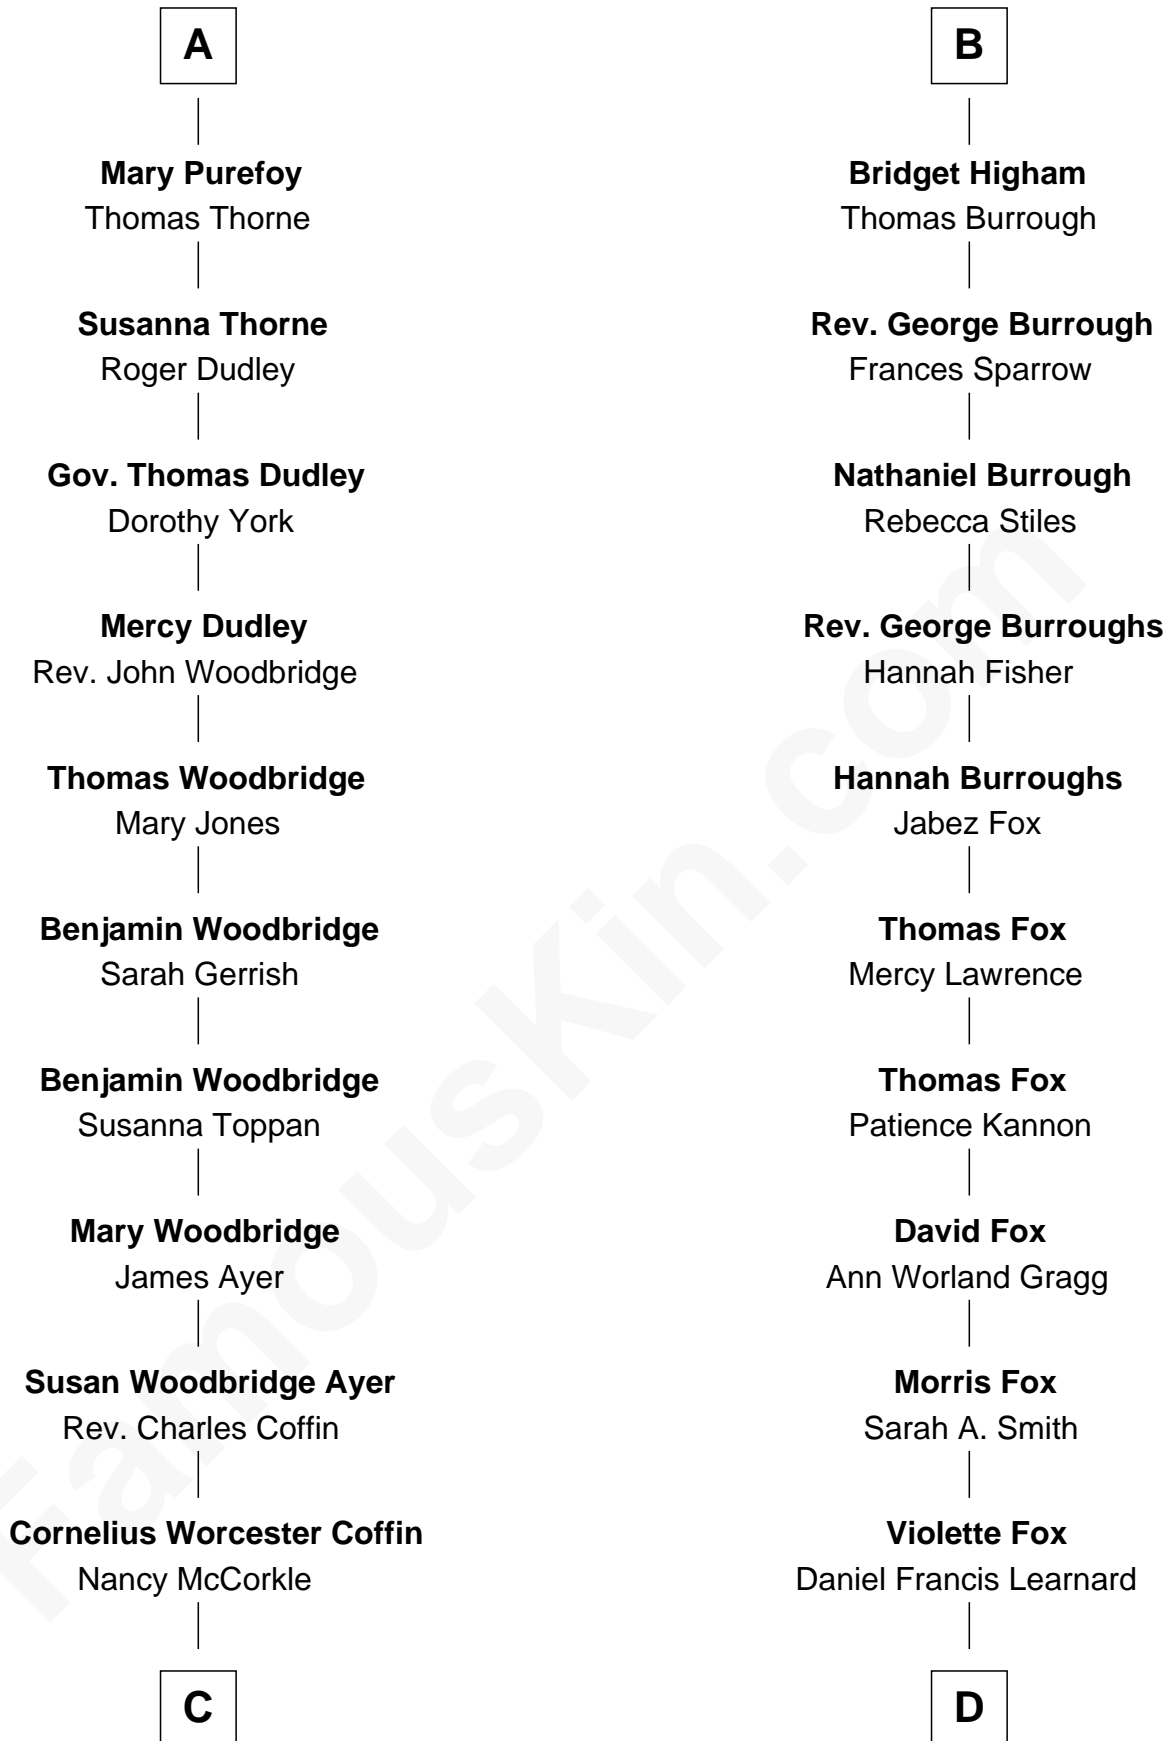 A
Mary Purefoy
Thomas Thorne
Susanna Thorne
Roger Dudley
Gov. Thomas Dudley
Dorothy York
Mercy Dudley
Rev. John Woodbridge
Thomas Woodbridge
Mary Jones
Benjamin Woodbridge
Sarah Gerrish
Benjamin Woodbridge
Susanna Toppan
Mary Woodbridge
James Ayer
Susan Woodbridge Ayer
Rev. Charles Coffin
Cornelius Worcester Coffin
Nancy McCorkle
C
B
Bridget Higham
Thomas Burrough
Rev. George Burrough
Frances Sparrow
Nathaniel Burrough
Rebecca Stiles
Rev. George Burroughs
Hannah Fisher
Hannah Burroughs
Jabez Fox
Thomas Fox
Mercy Lawrence
Thomas Fox
Patience Kannon
David Fox
Ann Worland Gragg
Morris Fox
Sarah A. Smith
Violette Fox
Daniel Francis Learnard
D
FamousKin.com